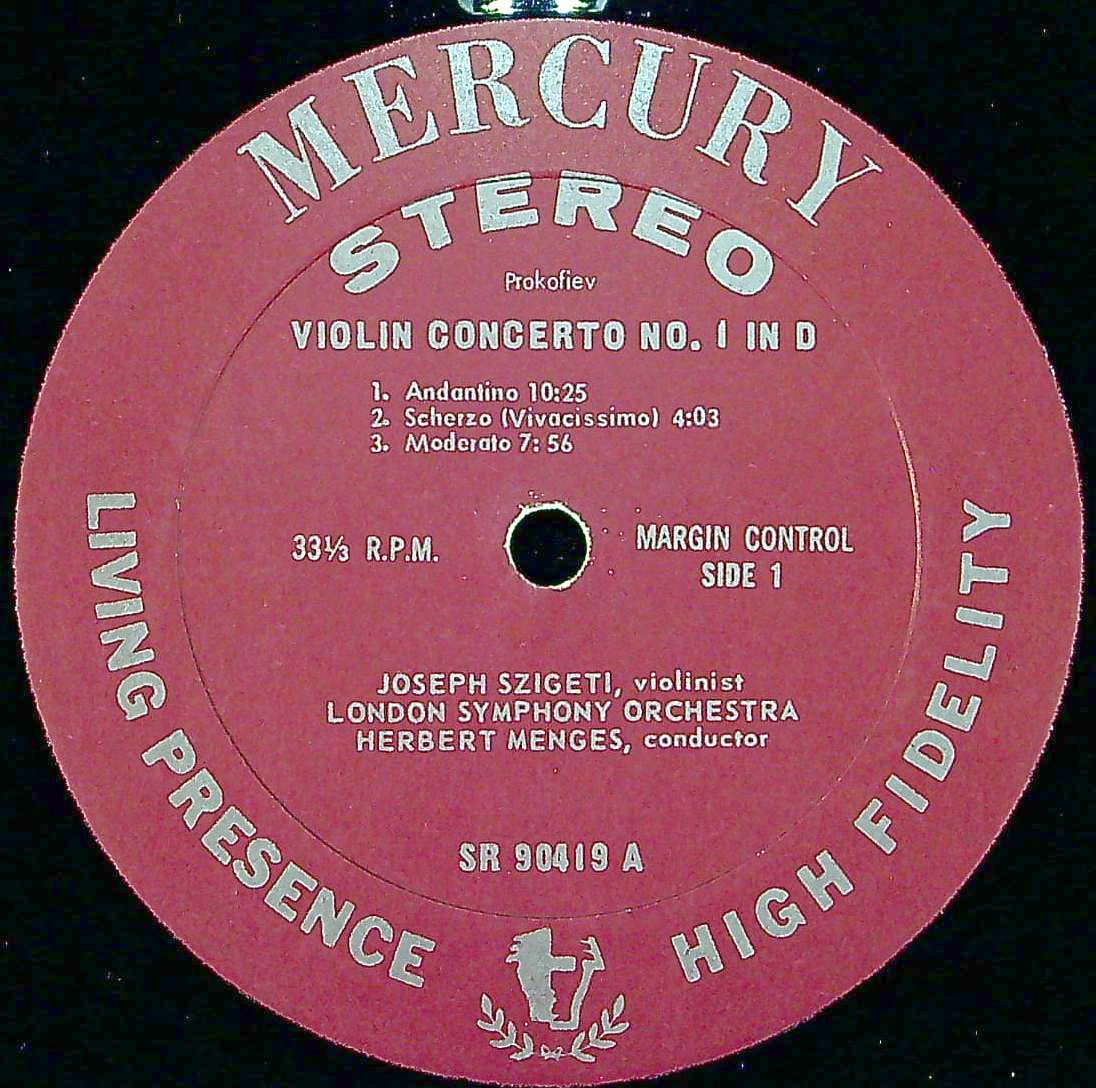 MERCURY
STEREO
Prokofiev
VIOLIN CONCERTO NO. 1 IN D
1. Andantino 10:25
2. Scherzo (Vivacissimo) 4:03
3. Moderato 7: 56
33⅓ R.P.M.
MARGIN CONTROL
SIDE 1
JOSEPH SZIGETI, violinist
LONDON SYMPHONY ORCHESTRA
HERBERT MENGES, conductor
SR 90419 A
LIVING PRESENCE
HIGH FIDELITY